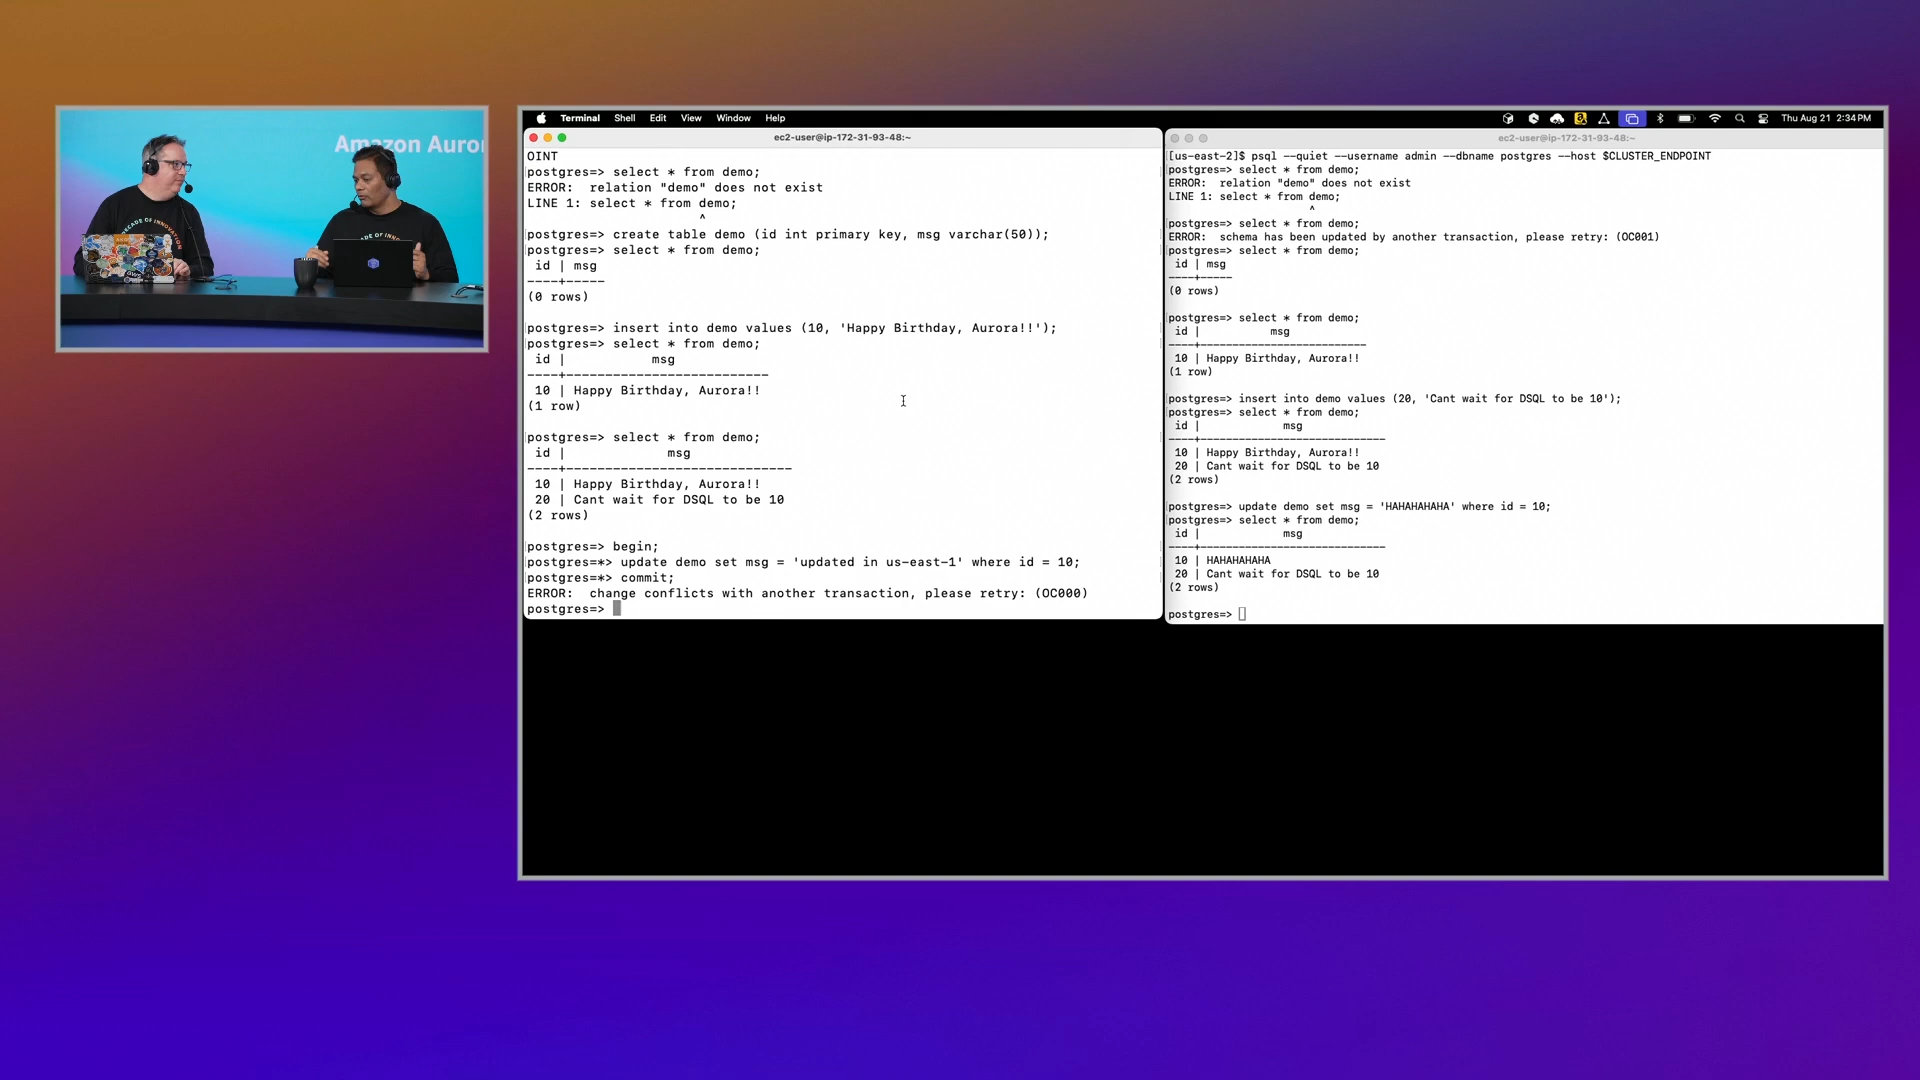 Amazon Auror
DECADE OF INNOVATION
DECADE OF INNO
aws
Terminal Shell Edit View Window Help
Thu Aug 21 2:34 PM
ec2-user@ip-172-31-93-48:~
OINT
postgres=> select * from demo;
ERROR:  relation "demo" does not exist
LINE 1: select * from demo;
^
postgres=> create table demo (id int primary key, msg varchar(50));
postgres=> select * from demo;
id | msg
----+-----
(0 rows)
postgres=> insert into demo values (10, 'Happy Birthday, Aurora!!');
postgres=> select * from demo;
id | msg
----+--------------------------
10 | Happy Birthday, Aurora!!
(1 row)
postgres=> select * from demo;
id | msg
----+-----------------------------
10 | Happy Birthday, Aurora!!
20 | Cant wait for DSQL to be 10
(2 rows)
postgres=> begin;
postgres=*> update demo set msg = 'updated in us-east-1' where id = 10;
postgres=*> commit;
ERROR:  change conflicts with another transaction, please retry: (OC000)
postgres=>
ec2-user@ip-172-31-93-48:~
[us-east-2]$ psql --quiet --username admin --dbname postgres --host $CLUSTER_ENDPOINT
postgres=> select * from demo;
ERROR:  relation "demo" does not exist
LINE 1: select * from demo;
^
postgres=> select * from demo;
ERROR:  schema has been updated by another transaction, please retry: (OC001)
postgres=> select * from demo;
id | msg
----+-----
(0 rows)
postgres=> select * from demo;
id | msg
----+--------------------------
10 | Happy Birthday, Aurora!!
(1 row)
postgres=> insert into demo values (20, 'Cant wait for DSQL to be 10');
postgres=> select * from demo;
id | msg
----+-----------------------------
10 | Happy Birthday, Aurora!!
20 | Cant wait for DSQL to be 10
(2 rows)
postgres=> update demo set msg = 'HAHAHAHAHA' where id = 10;
postgres=> select * from demo;
id | msg
----+-----------------------------
10 | HAHAHAHAHA
20 | Cant wait for DSQL to be 10
(2 rows)
postgres=>